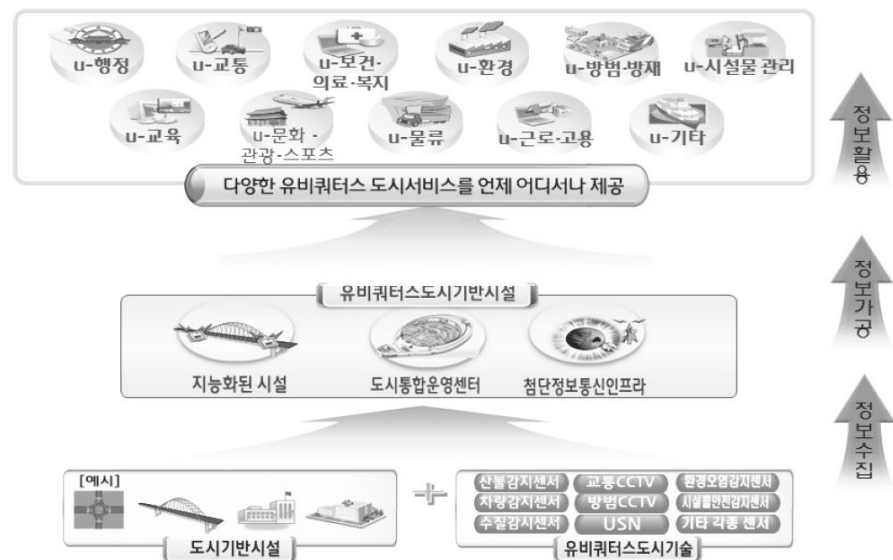 u-행정
u-교통
u-보건·
의료·복지
u-환경
u-방범·방재
u-시설물 관리
u-교육
u-문화 ·
관광·스포츠
u-물류
u-근로·고용
u-기타
다양한 유비쿼터스 도시서비스를 언제 어디서나 제공
정보활용
유비쿼터스도시기반시설
지능화된 시설
도시통합운영센터
첨단정보통신인프라
정보가공
[예시]
도시기반시설
산불감지센서
교통CCTV
환경오염감지센서
차량감지센서
방범CCTV
시설물안전감지센서
수질감지센서
USN
기타 각종 센서
유비쿼터스도시기술
정보수집